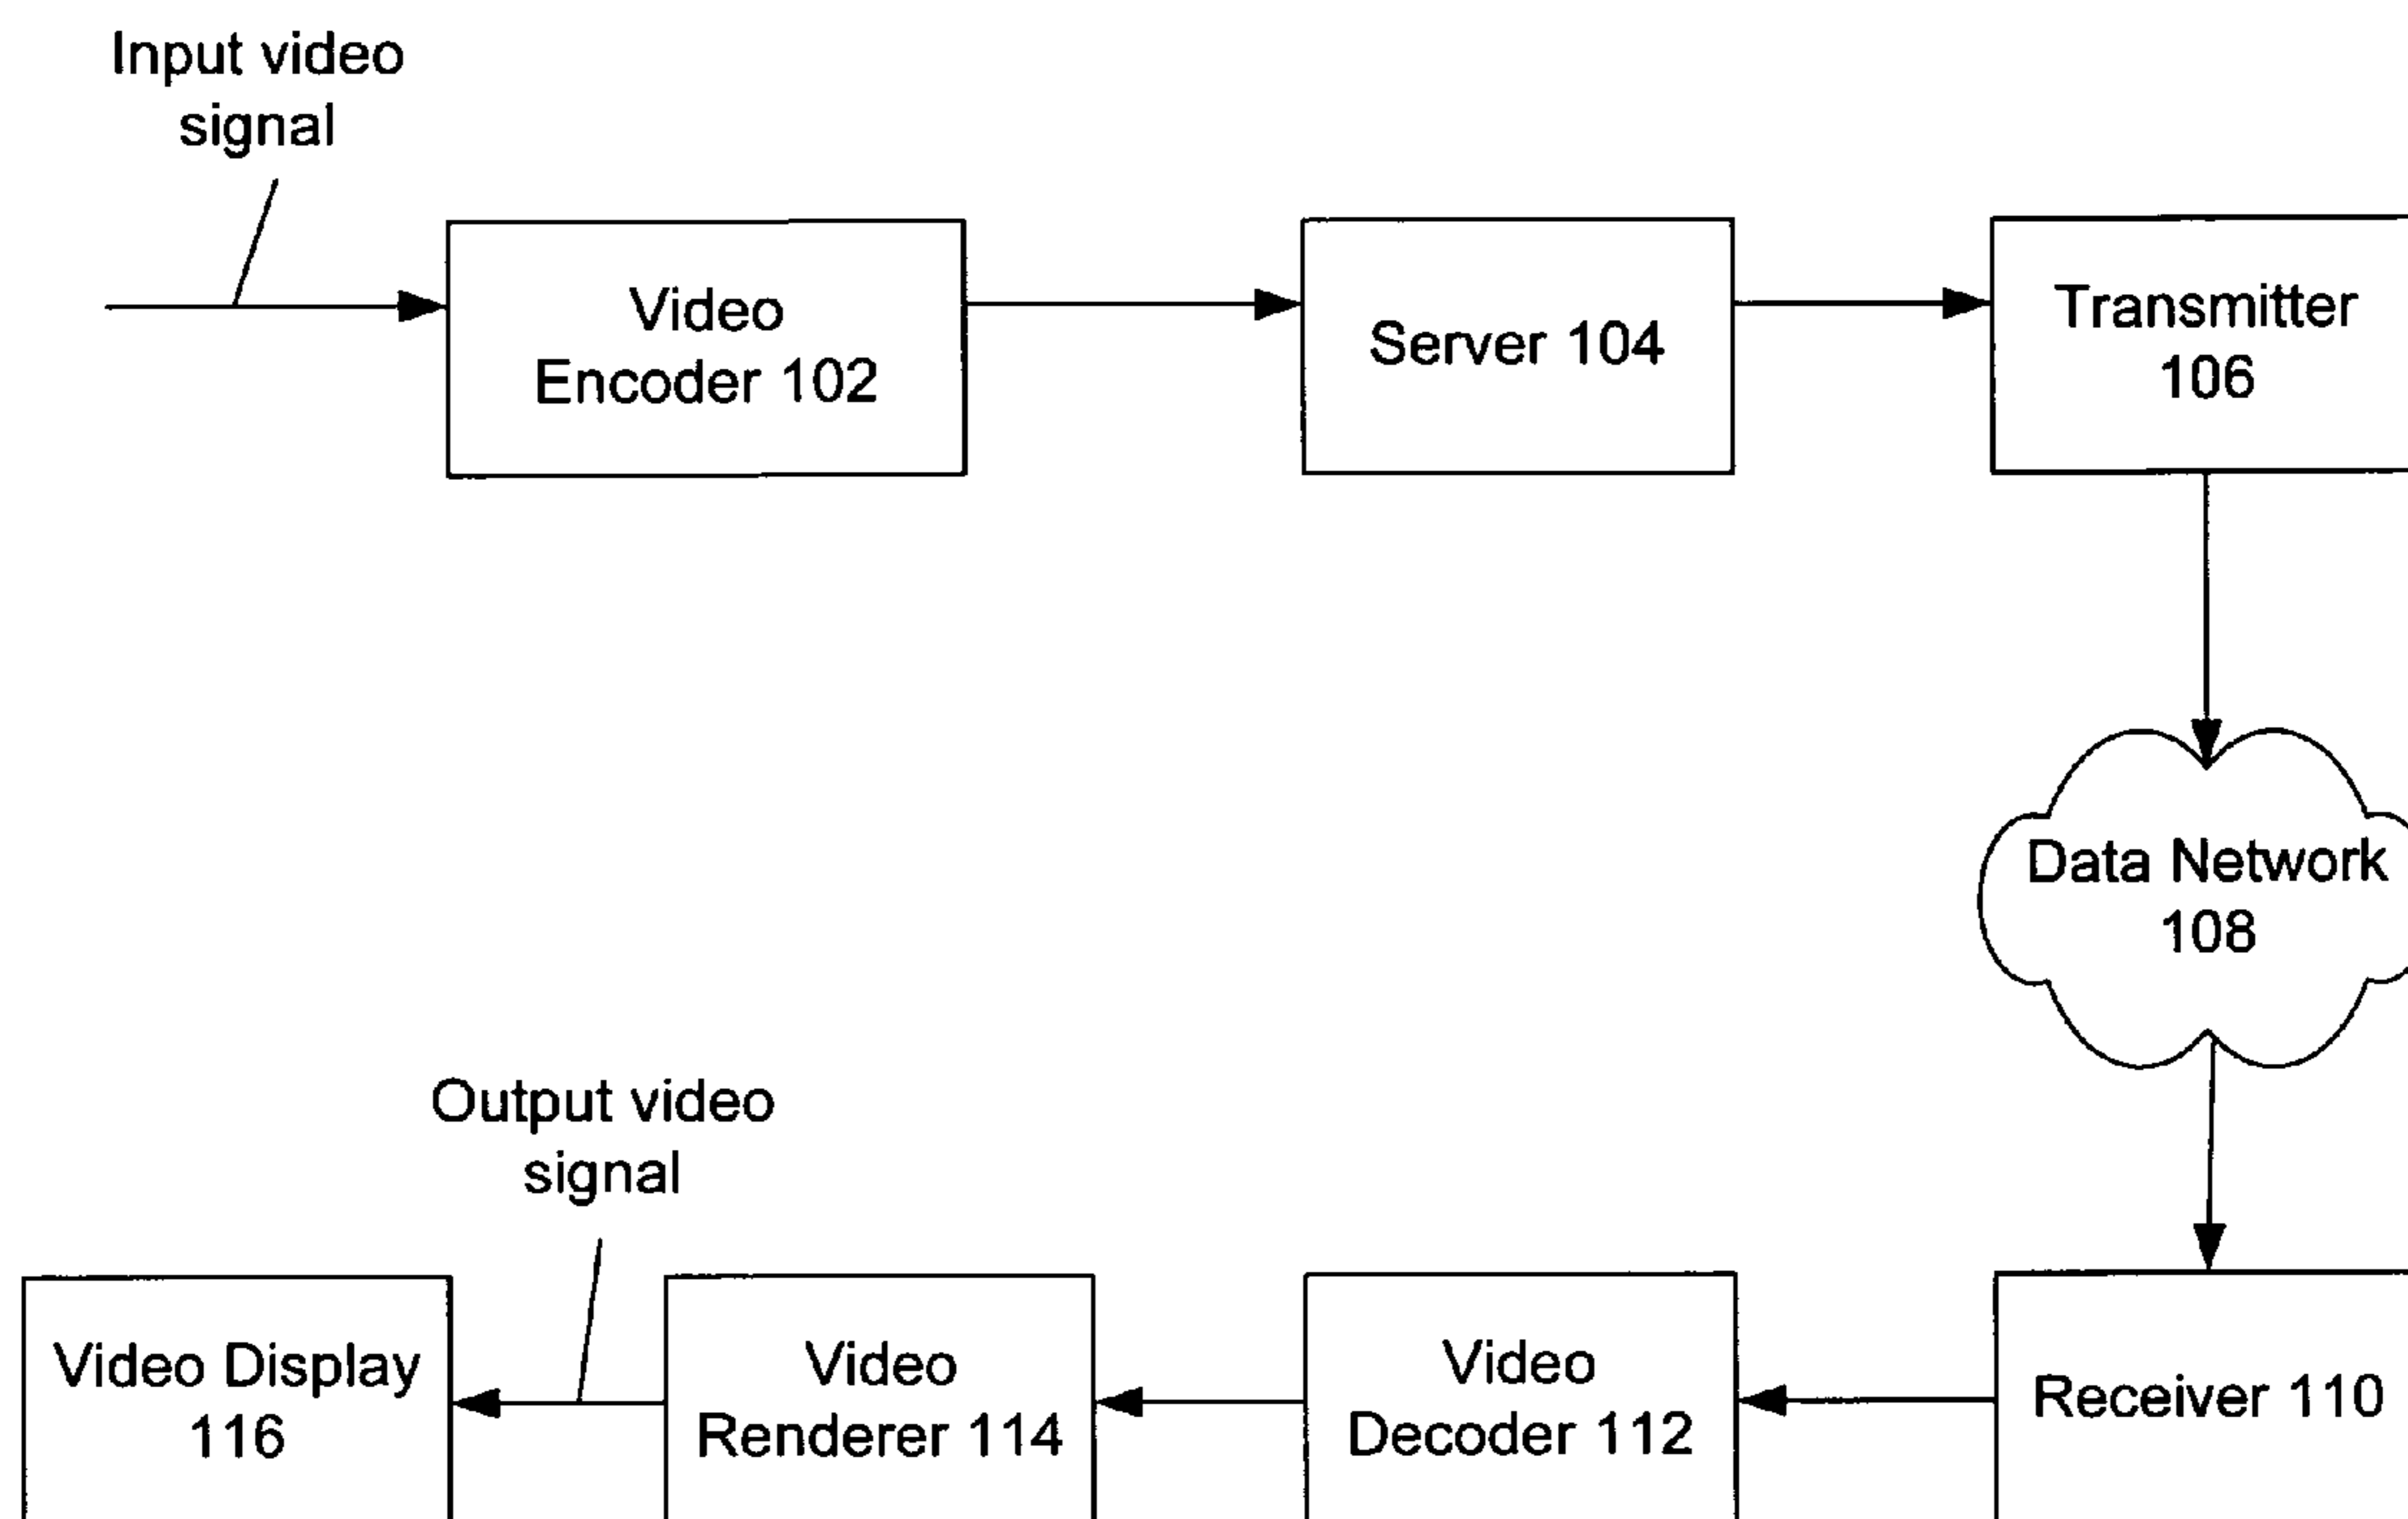 Input video
signal
Video
Encoder 102
Server 104
Transmitter
106
Data Network
108
Output video
signal
Video Display
116
Video
Renderer 114
Video
Decoder 112
Receiver 110